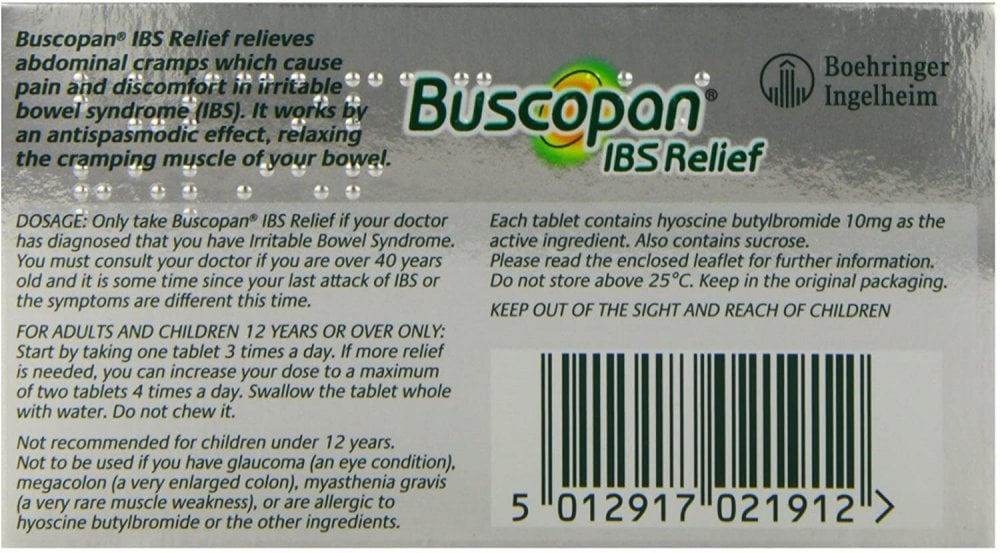 Buscopan® IBS Relief relieves
abdominal cramps which cause
pain and discomfort in irritable
bowel syndrome (IBS). It works by
an antispasmodic effect, relaxing
the cramping muscle of your bowel.
Buscopan®
IBS Relief
Boehringer
Ingelheim
DOSAGE: Only take Buscopan® IBS Relief if your doctor
has diagnosed that you have Irritable Bowel Syndrome.
You must consult your doctor if you are over 40 years
old and it is some time since your last attack of IBS or
the symptoms are different this time.
FOR ADULTS AND CHILDREN 12 YEARS OR OVER ONLY:
Start by taking one tablet 3 times a day. If more relief
is needed, you can increase your dose to a maximum
of two tablets 4 times a day. Swallow the tablet whole
with water. Do not chew it.
Not recommended for children under 12 years.
Not to be used if you have glaucoma (an eye condition),
megacolon (a very enlarged colon), myasthenia gravis
(a very rare muscle weakness), or are allergic to
hyoscine butylbromide or the other ingredients.
Each tablet contains hyoscine butylbromide 10mg as the
active ingredient. Also contains sucrose.
Please read the enclosed leaflet for further information.
Do not store above 25°C. Keep in the original packaging.
KEEP OUT OF THE SIGHT AND REACH OF CHILDREN
5 012917 021912 >